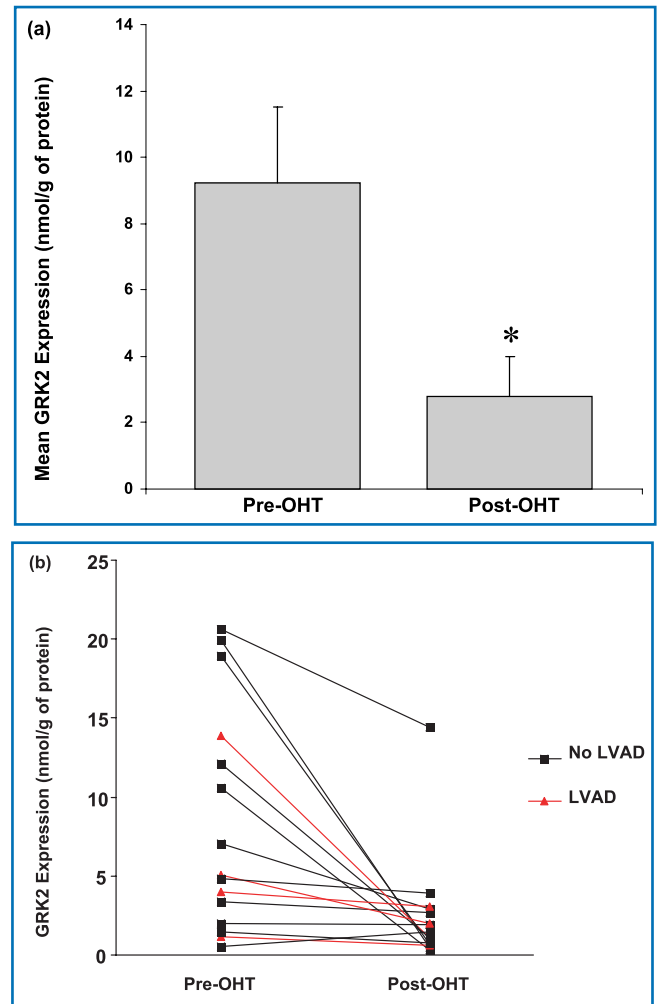 (a)
Mean GRK2 Expression (nmol/g of protein)
14
12
10
8
6
4
2
0
*
Pre-OHT
Post-OHT
(b)
GRK2 Expression (nmol/g of protein)
25
20
15
10
5
0
No LVAD
LVAD
Pre-OHT
Post-OHT